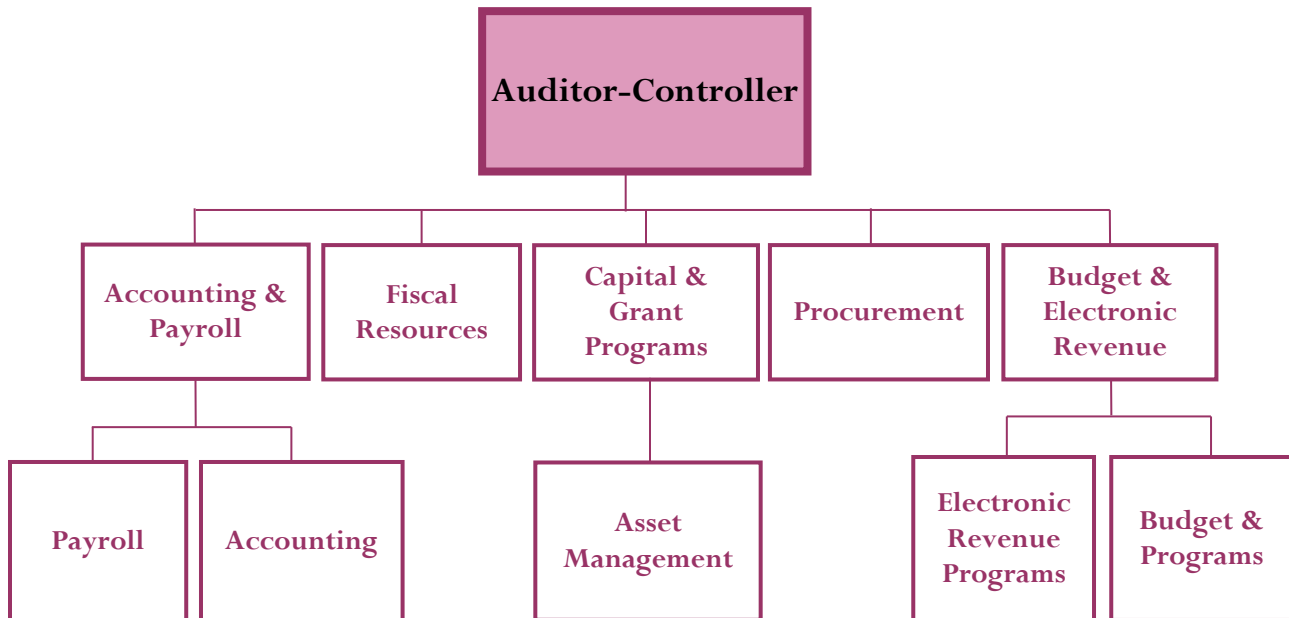 Auditor-Controller
Accounting &
Payroll
Fiscal
Resources
Capital &
Grant
Programs
Procurement
Budget &
Electronic
Revenue
Payroll
Accounting
Asset
Management
Electronic
Revenue
Programs
Budget &
Programs